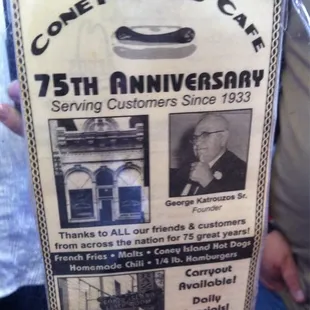 CONEY ISLAND CAFE
75TH ANNIVERSARY
Serving Customers Since 1933
George Katrouzos Sr.
Founder
Thanks to ALL our friends & customers
from across the nation for 75 great years!
French Fries • Malts • Coney Island Hot Dogs
Homemade Chili • 1/4 lb. Hamburgers
Carryout
Available!
Daily